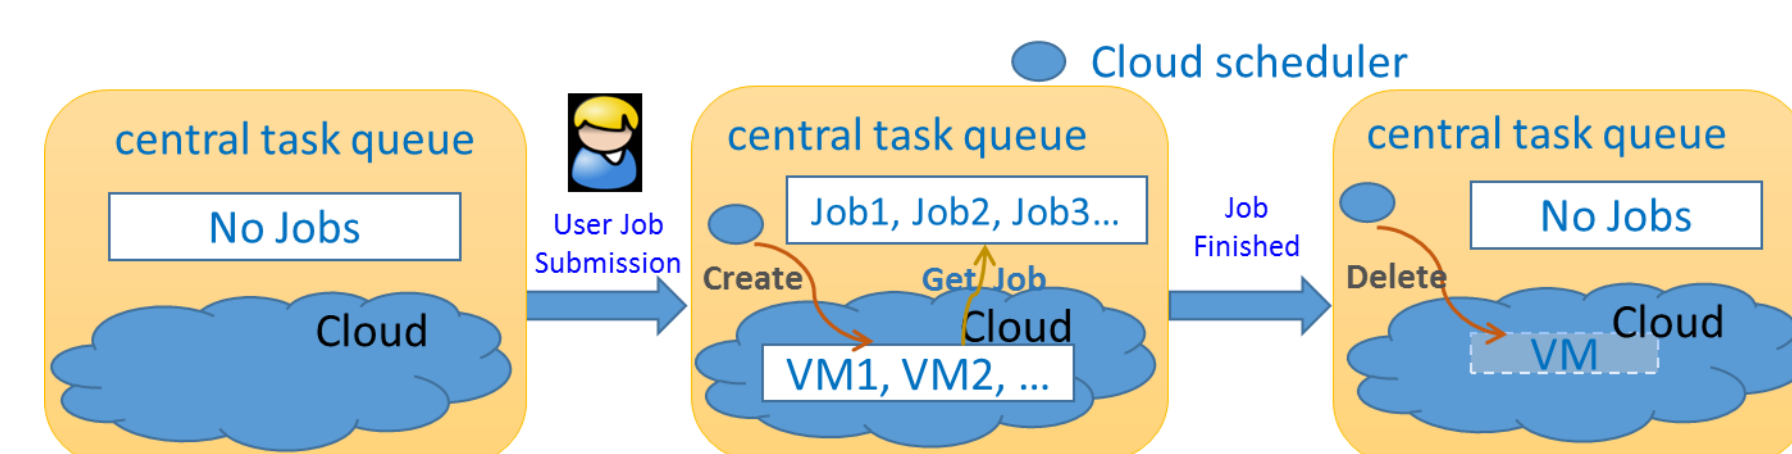 Cloud scheduler
central task queue
No Jobs
Cloud
User Job
Submission
central task queue
Job1, Job2, Job3...
Create
Get Job
Cloud
VM1, VM2, ...
Job
Finished
central task queue
No Jobs
Delete
Cloud
VM